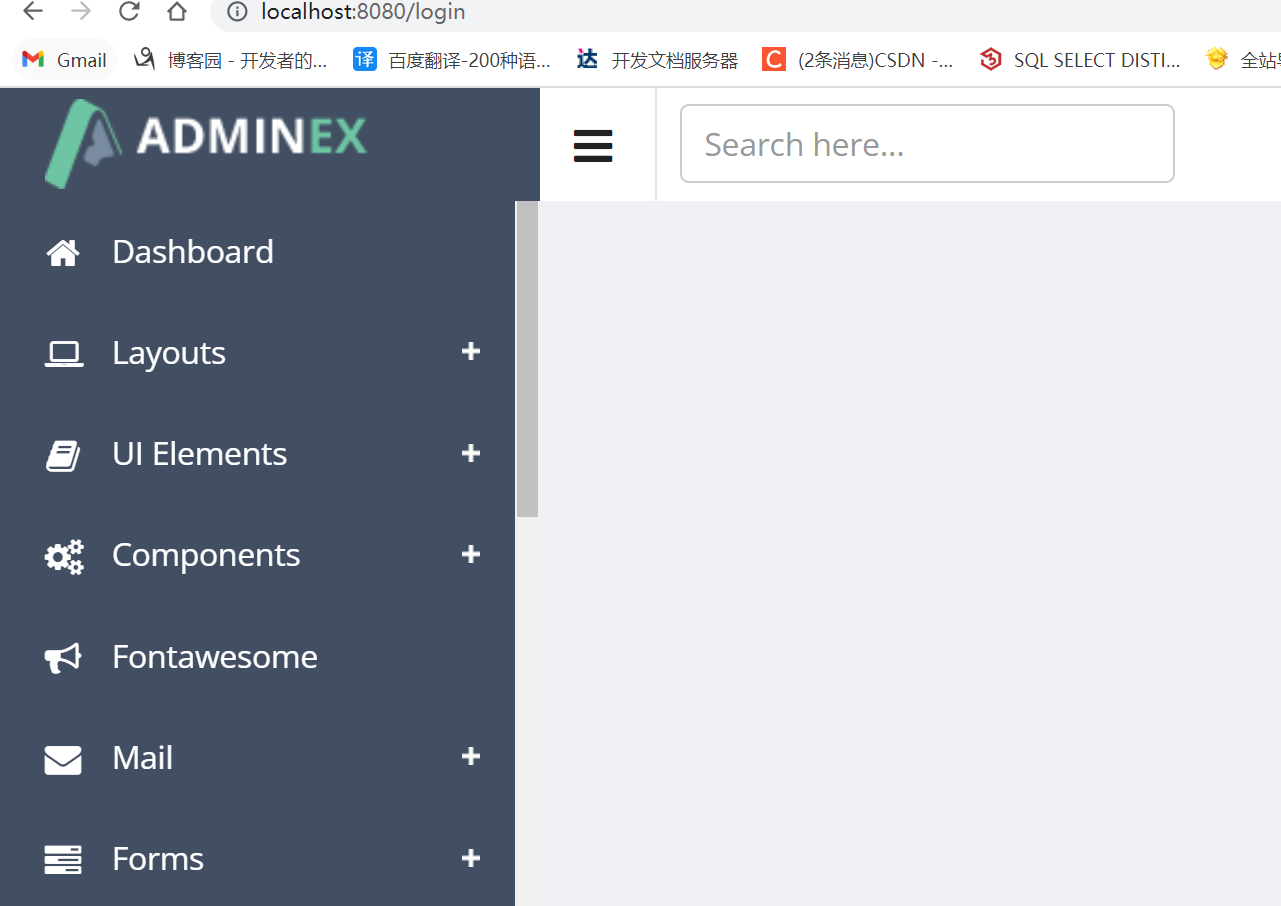 localhost:8080/login
Gmail 博客园 - 开发者的... 百度翻译-200种语... 开发文档服务器 (2条消息)CSDN -... SQL SELECT DISTI... 全站
ADMINEX
Search here...
Dashboard
Layouts
UI Elements
Components
Fontawesome
Mail
Forms